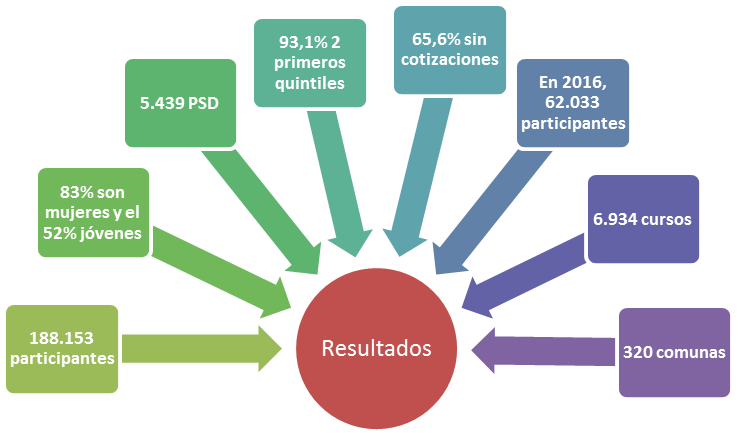 188.153
participantes
83% son
mujeres y el
52% jóvenes
5.439 PSD
93,1% 2
primeros
quintiles
65,6% sin
cotizaciones
En 2016,
62.033
participantes
6.934 cursos
320 comunas
Resultados